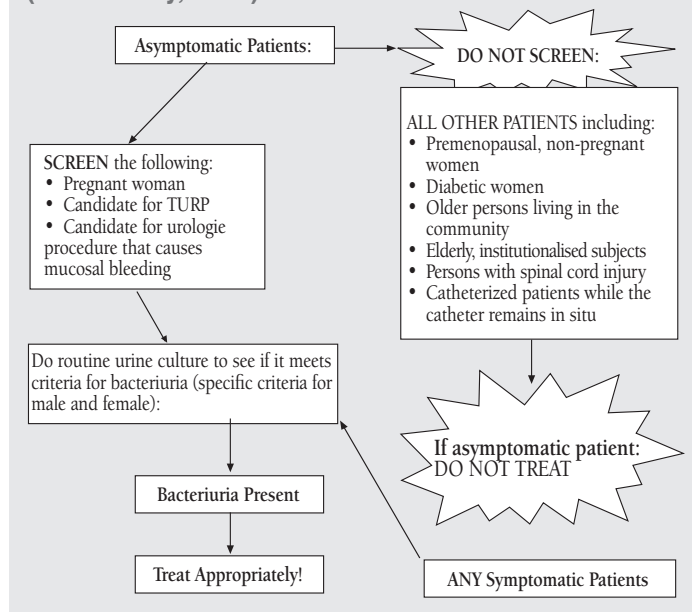 Asymptomatic Patients:
DO NOT SCREEN:
SCREEN the following:
• Pregnant woman
• Candidate for TURP
• Candidate for urologie
procedure that causes
mucosal bleeding
ALL OTHER PATIENTS including:
• Premenopausal, non-pregnant
women
• Diabetic women
• Older persons living in the
community
• Elderly, institutionalised subjects
• Persons with spinal cord injury
• Catheterized patients while the
catheter remains in situ
Do routine urine culture to see if it meets
criteria for bacteriuria (specific criteria for
male and female):
If asymptomatic patient:
DO NOT TREAT
Bacteriuria Present
Treat Appropriately!
ANY Symptomatic Patients